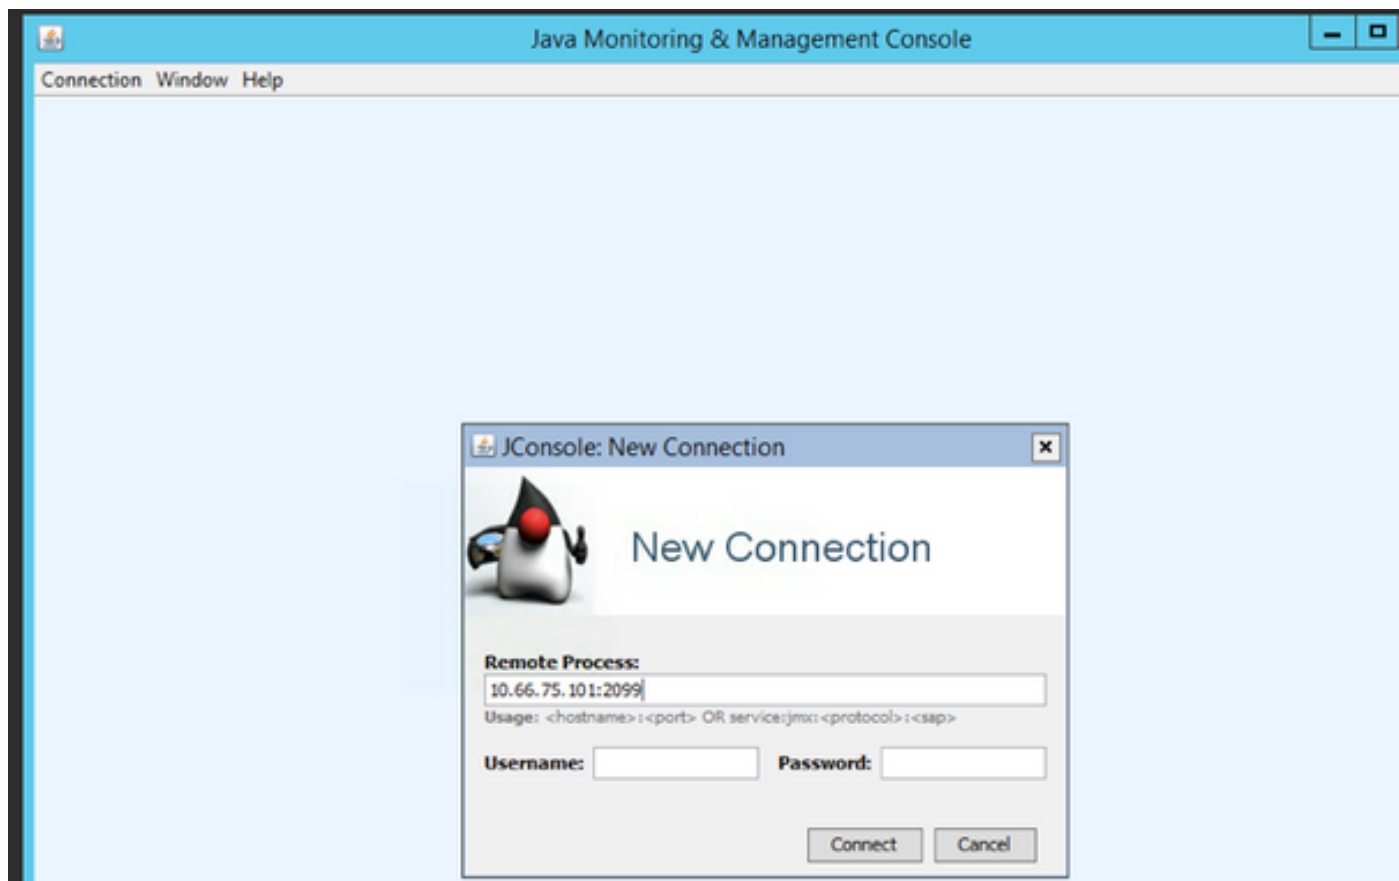 Java Monitoring & Management Console
Connection Window Help
JConsole: New Connection
New Connection
Remote Process:
10.66.75.101:2099
Usage: <hostname>:<port> OR service:jmx:<protocol>:<sap>
Username: Password:
Connect Cancel